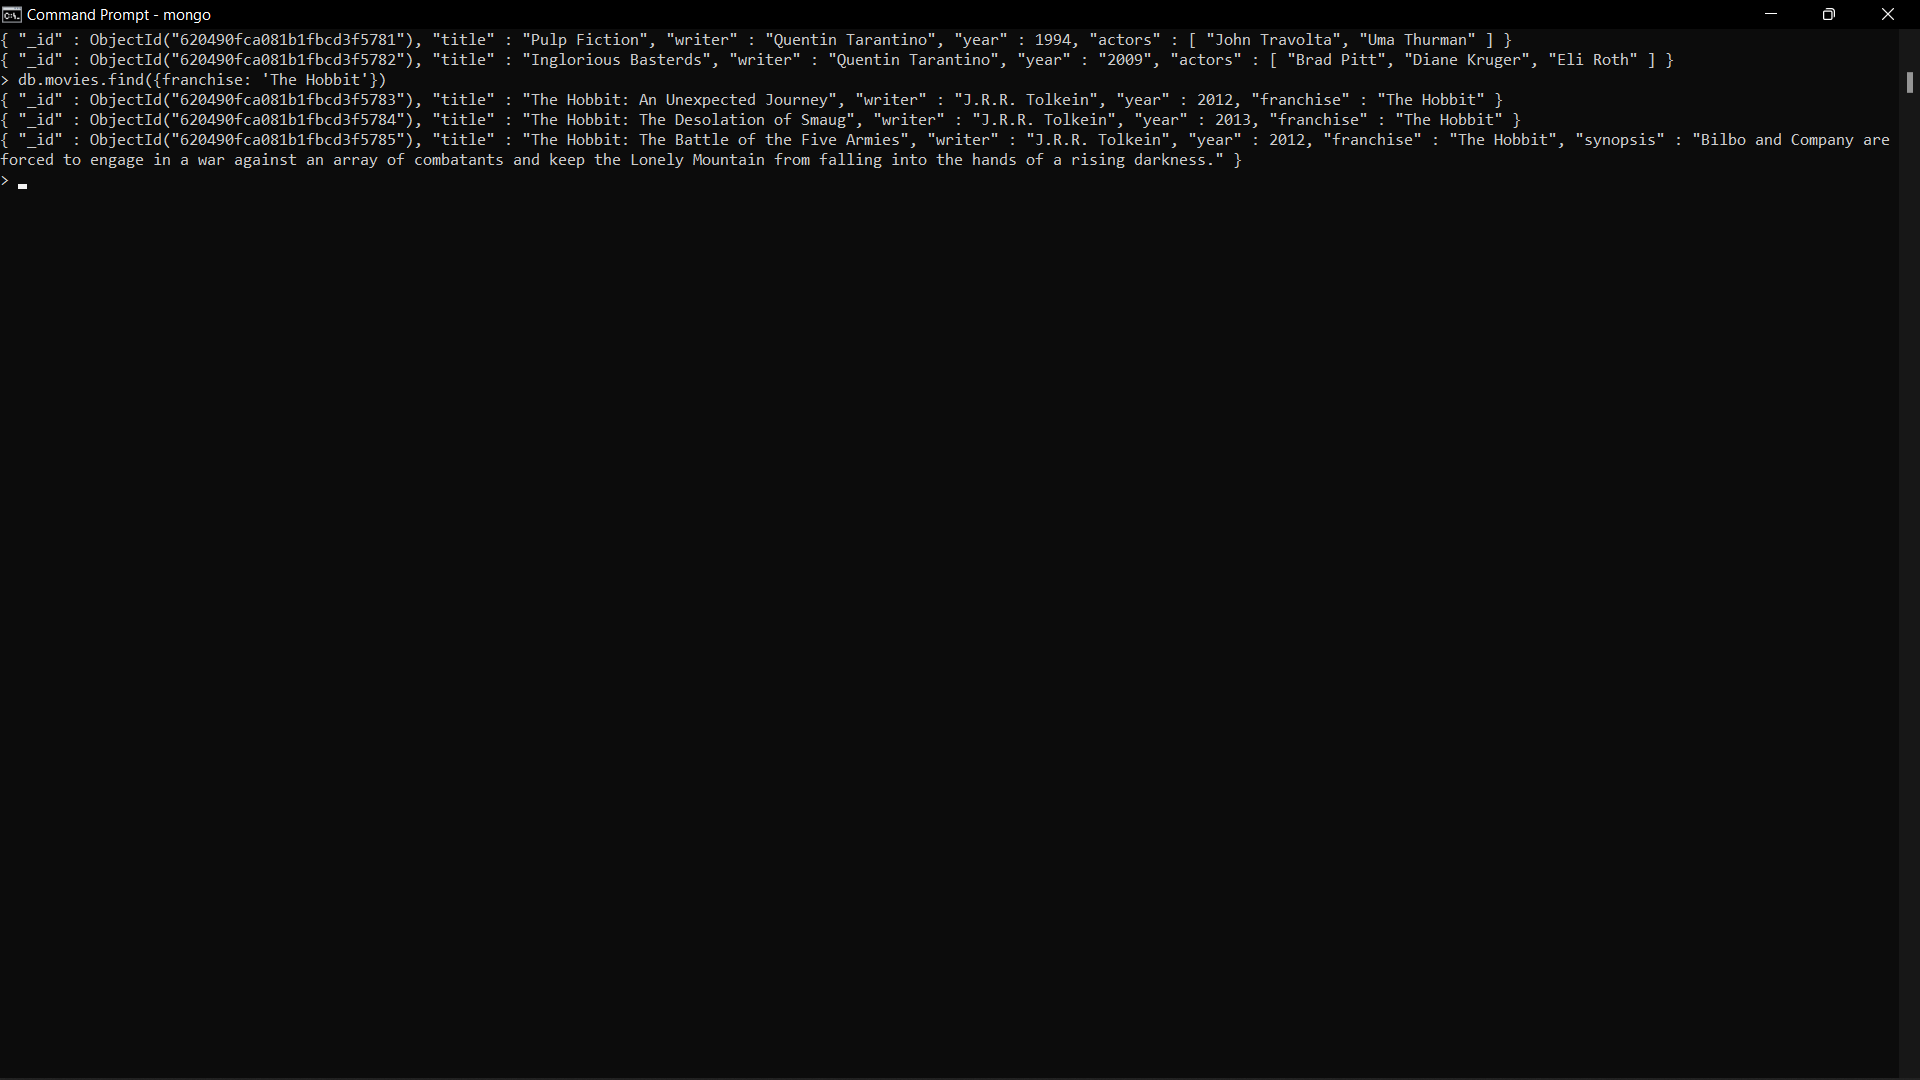 Command Prompt - mongo
{ "_id" : ObjectId("620490fca081b1fbcd3f5781"), "title" : "Pulp Fiction", "writer" : "Quentin Tarantino", "year" : 1994, "actors" : [ "John Travolta", "Uma Thurman" ] }
{ "_id" : ObjectId("620490fca081b1fbcd3f5782"), "title" : "Inglorious Basterds", "writer" : "Quentin Tarantino", "year" : "2009", "actors" : [ "Brad Pitt", "Diane Kruger", "Eli Roth" ] }
> db.movies.find({franchise: 'The Hobbit'})
{ "_id" : ObjectId("620490fca081b1fbcd3f5783"), "title" : "The Hobbit: An Unexpected Journey", "writer" : "J.R.R. Tolkein", "year" : 2012, "franchise" : "The Hobbit" }
{ "_id" : ObjectId("620490fca081b1fbcd3f5784"), "title" : "The Hobbit: The Desolation of Smaug", "writer" : "J.R.R. Tolkein", "year" : 2013, "franchise" : "The Hobbit" }
{ "_id" : ObjectId("620490fca081b1fbcd3f5785"), "title" : "The Hobbit: The Battle of the Five Armies", "writer" : "J.R.R. Tolkein", "year" : 2012, "franchise" : "The Hobbit", "synopsis" : "Bilbo and Company are
forced to engage in a war against an array of combatants and keep the Lonely Mountain from falling into the hands of a rising darkness." }
>